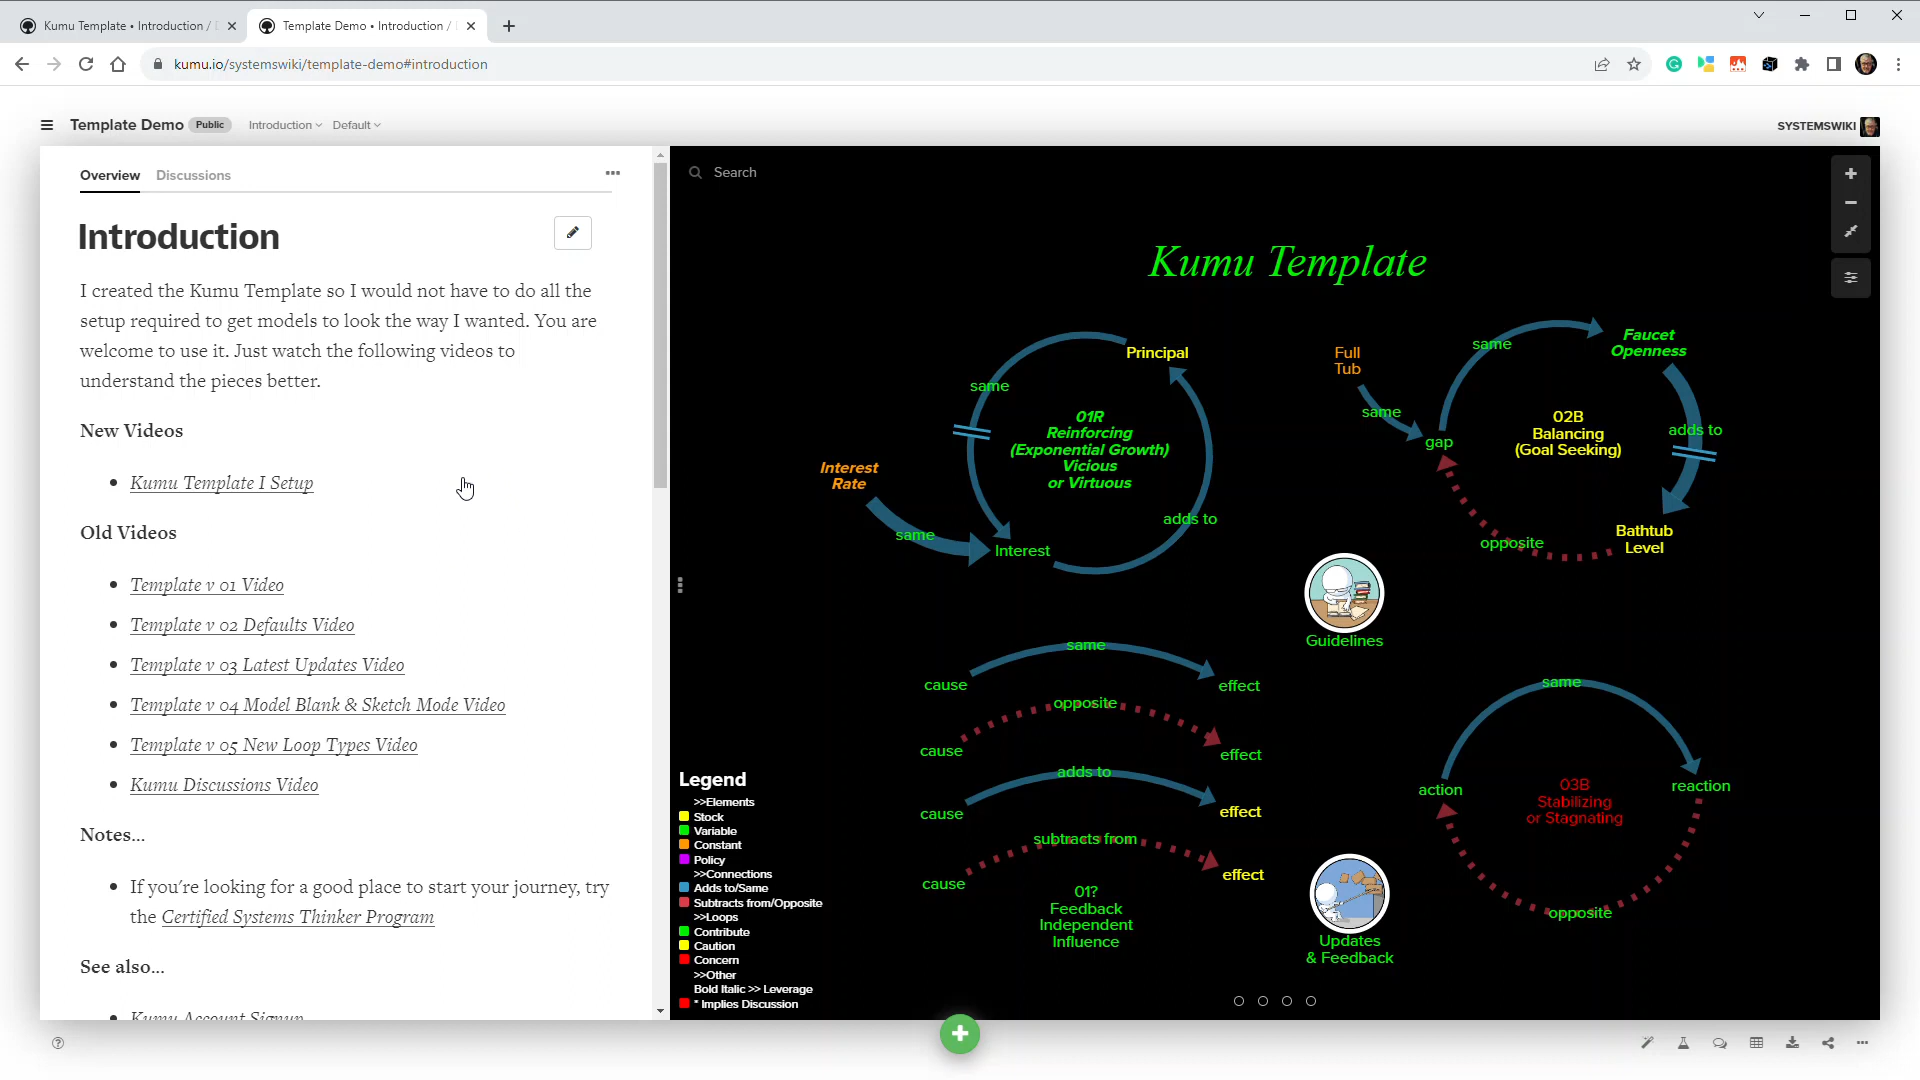 Kumu Template • Introduction /
Template Demo • Introduction /
kumu.io/systemswiki/template-demo#introduction
Template Demo Public Introduction Default
SYSTEMSWIKI
Overview Discussions
Introduction
I created the Kumu Template so I would not have to do all the
setup required to get models to look the way I wanted. You are
welcome to use it. Just watch the following videos to
understand the pieces better.
New Videos
Kumu Template I Setup
Old Videos
Template v 01 Video
Template v 02 Defaults Video
Template v 03 Latest Updates Video
Template v 04 Model Blank & Sketch Mode Video
Template v 05 New Loop Types Video
Kumu Discussions Video
Notes...
If you're looking for a good place to start your journey, try
the Certified Systems Thinker Program
See also...
Kumu Account Signup
Search
Kumu Template
Principal
same
01R
Reinforcing
(Exponential Growth)
Vicious
or Virtuous
Interest
Rate
same
Interest
adds to
Full
Tub
same
gap
same
Faucet
Openness
02B
Balancing
(Goal Seeking)
adds to
Bathtub
Level
opposite
Guidelines
same
cause
effect
opposite
cause
effect
adds to
cause
effect
subtracts from
cause
effect
01?
Feedback
Independent
Influence
same
action
reaction
03B
Stabilizing
or Stagnating
opposite
Updates
& Feedback
Legend
>>Elements
Stock
Variable
Constant
Policy
>>Connections
Adds to/Same
Subtracts from/Opposite
>>Loops
Contribute
Caution
Concern
>>Other
Bold Italic >> Leverage
* Implies Discussion